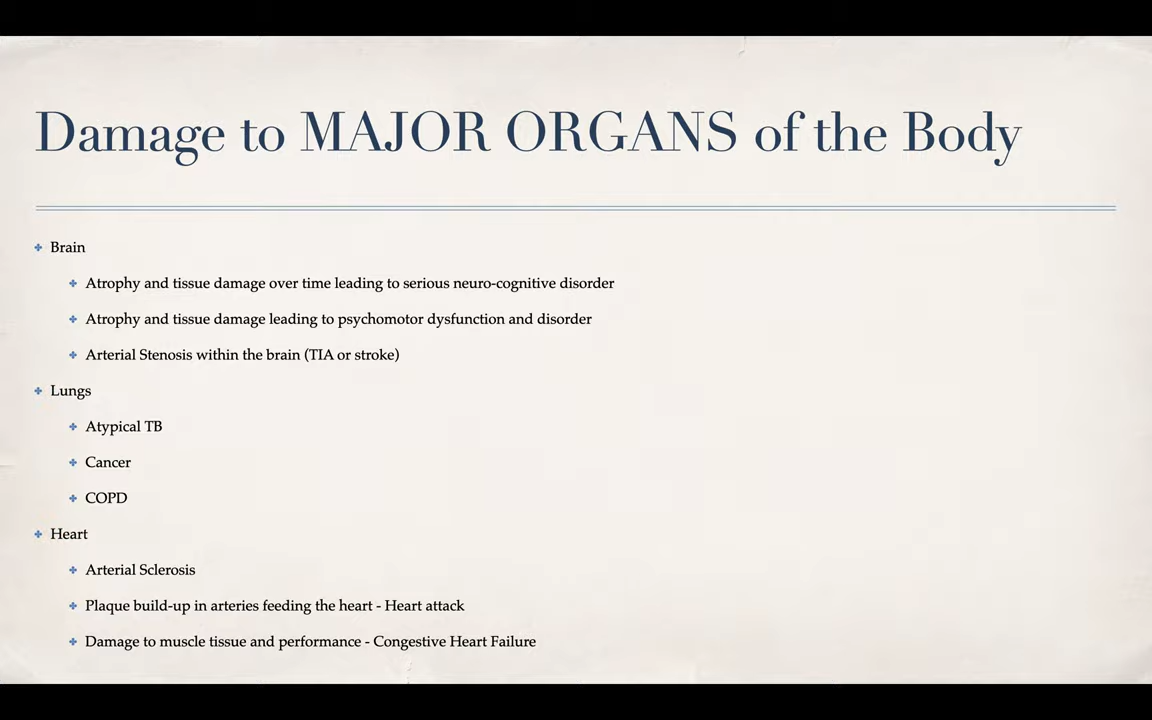 Damage to MAJOR ORGANS of the Body
Brain
Atrophy and tissue damage over time leading to serious neuro-cognitive disorder
Atrophy and tissue damage leading to psychomotor dysfunction and disorder
Arterial Stenosis within the brain (TIA or stroke)
Lungs
Atypical TB
Cancer
COPD
Heart
Arterial Sclerosis
Plaque build-up in arteries feeding the heart - Heart attack
Damage to muscle tissue and performance - Congestive Heart Failure